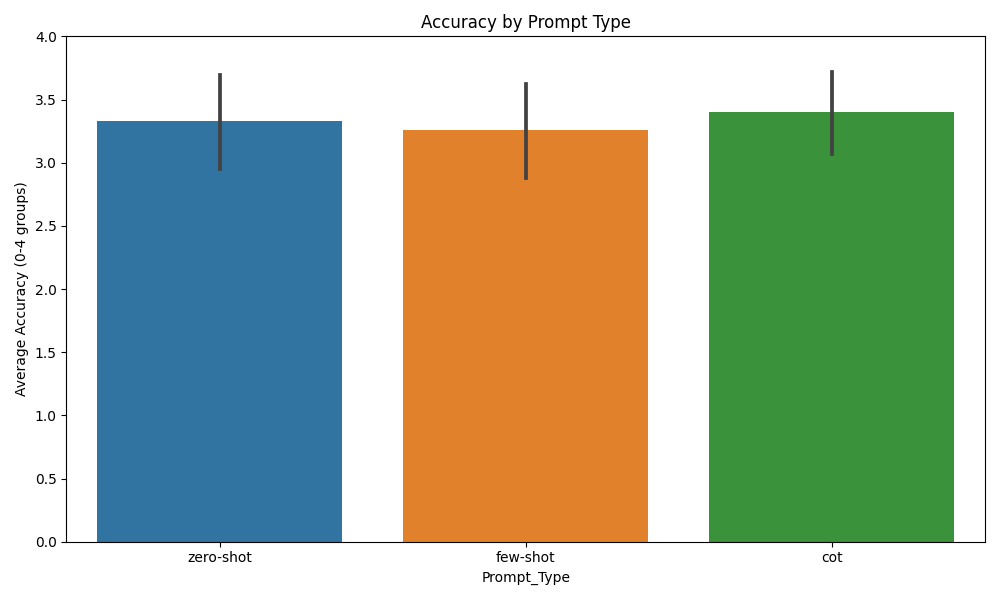 Accuracy by Prompt Type
Average Accuracy (0-4 groups)
4.0
3.5
3.0
2.5
2.0
1.5
1.0
0.5
0.0
zero-shot
few-shot
cot
Prompt_Type